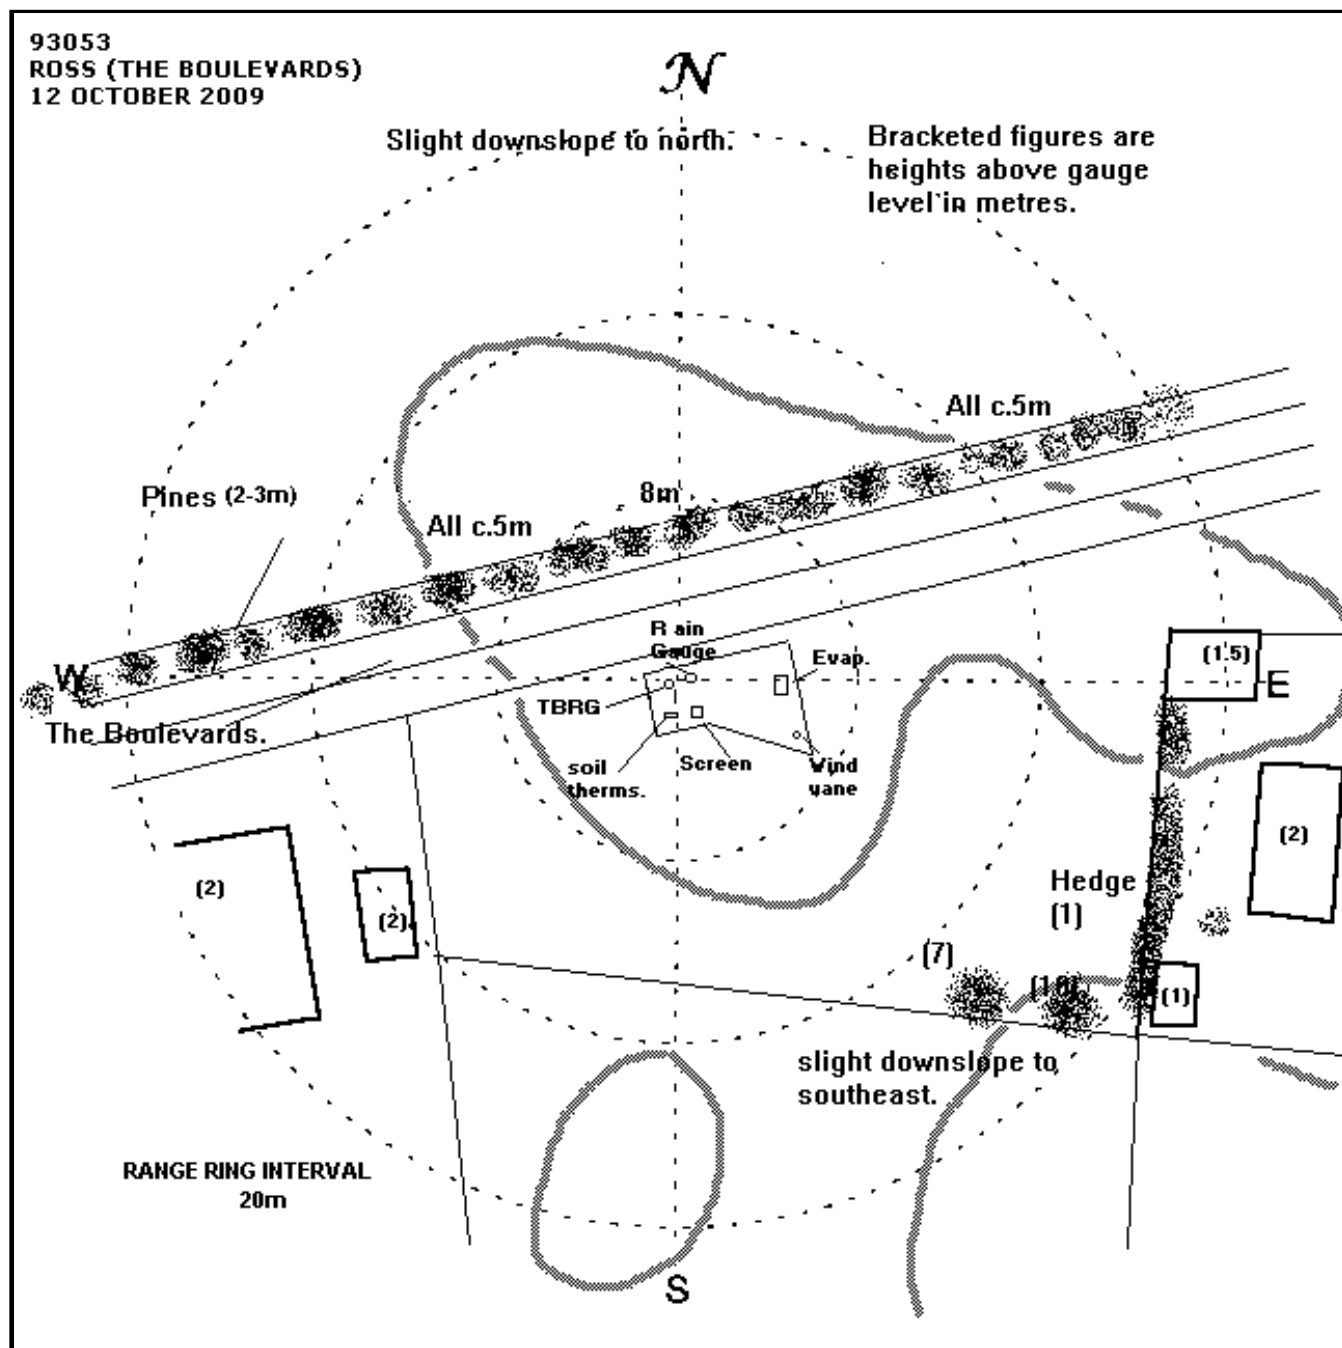 93053
ROSS (THE BOULEVARDS)
12 OCTOBER 2009
N
Slight downslope to north.
Bracketed figures are
heights above gauge
level in metres.
All c.5m
Pines (2-3m)
8m
All c.5m
Rain
Gauge
Evap.
(1.5)
W
E
TBRG
The Boulevards.
soil
therms.
Screen
Wind
vane
(2)
(2)
(2)
Hedge
(1)
(7)
(1)
slight downslope to
southeast.
RANGE RING INTERVAL
20m
S